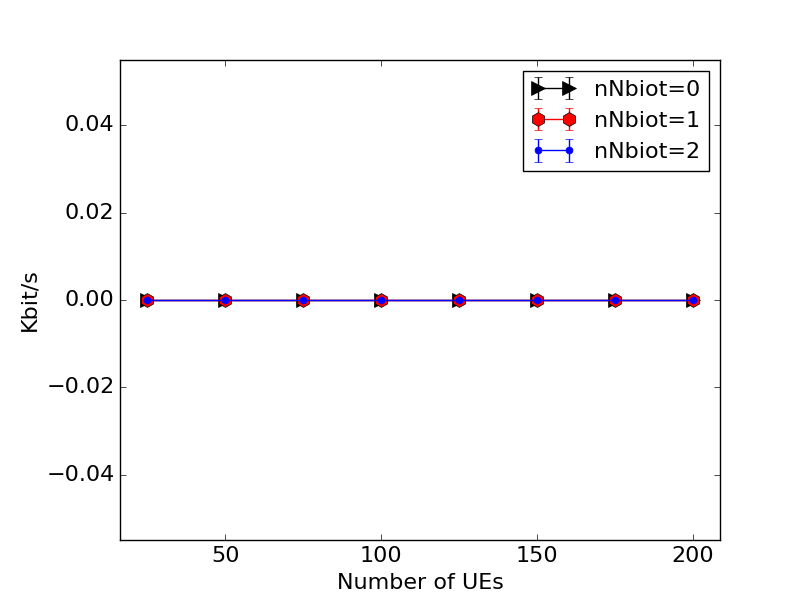 nNbiot=0
nNbiot=1
nNbiot=2
0.04
0.02
0.00
−0.02
−0.04
Kbit/s
50 100 150 200
Number of UEs